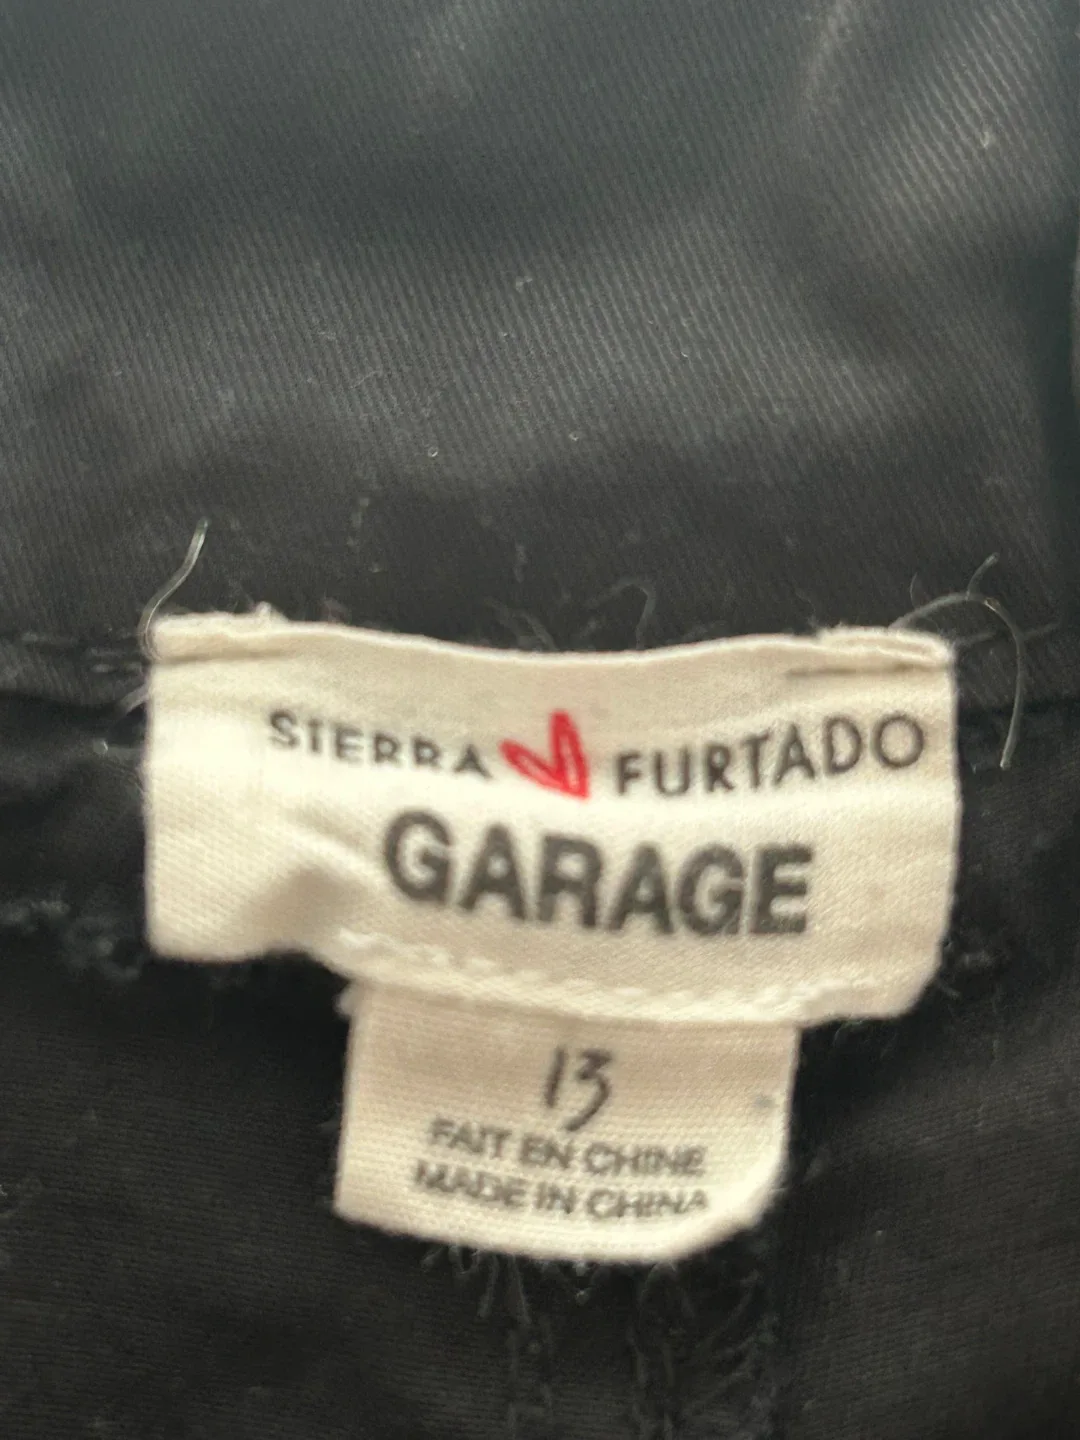 SIERRA FURTADO
GARAGE
13
FAIT EN CHINE
MADE IN CHINA